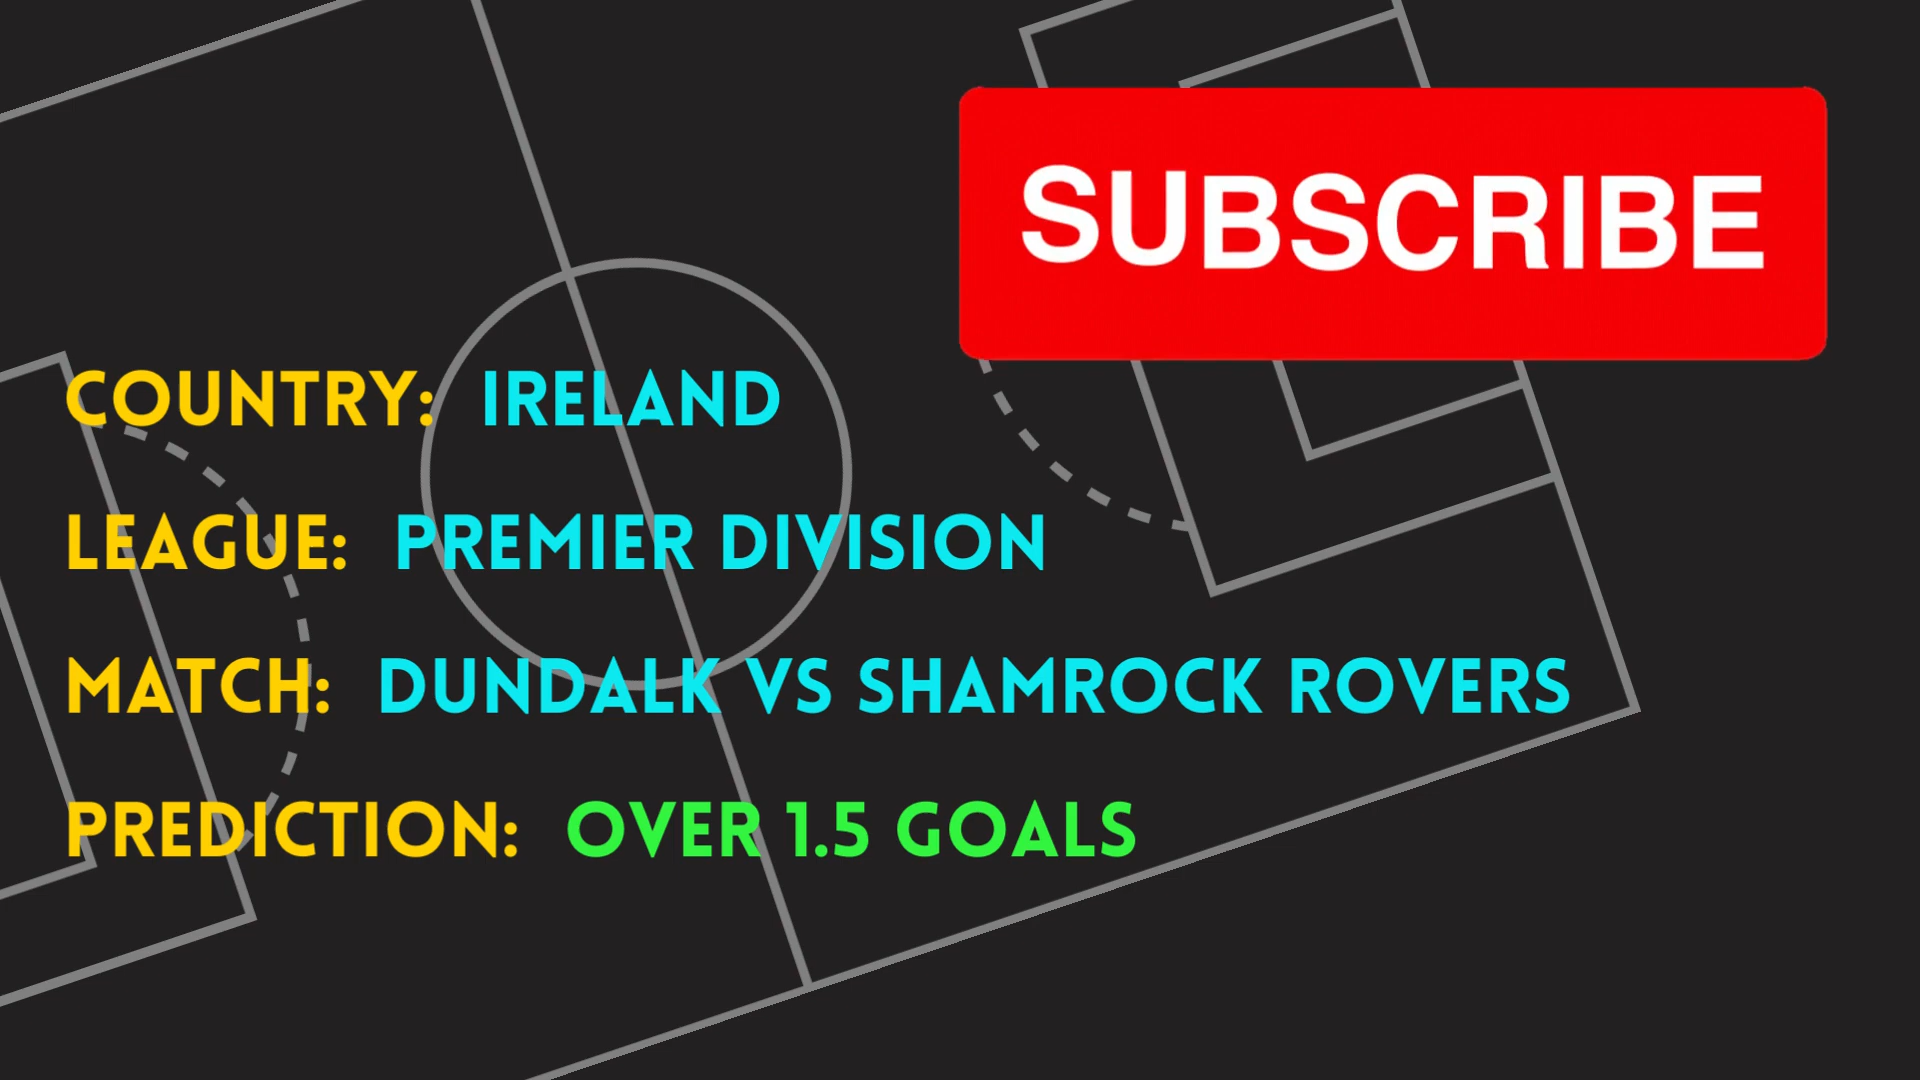 SUBSCRIBE
COUNTRY: IRELAND
LEAGUE: PREMIER DIVISION
MATCH: DUNDALK VS SHAMROCK ROVERS
PREDICTION: OVER 1.5 GOALS